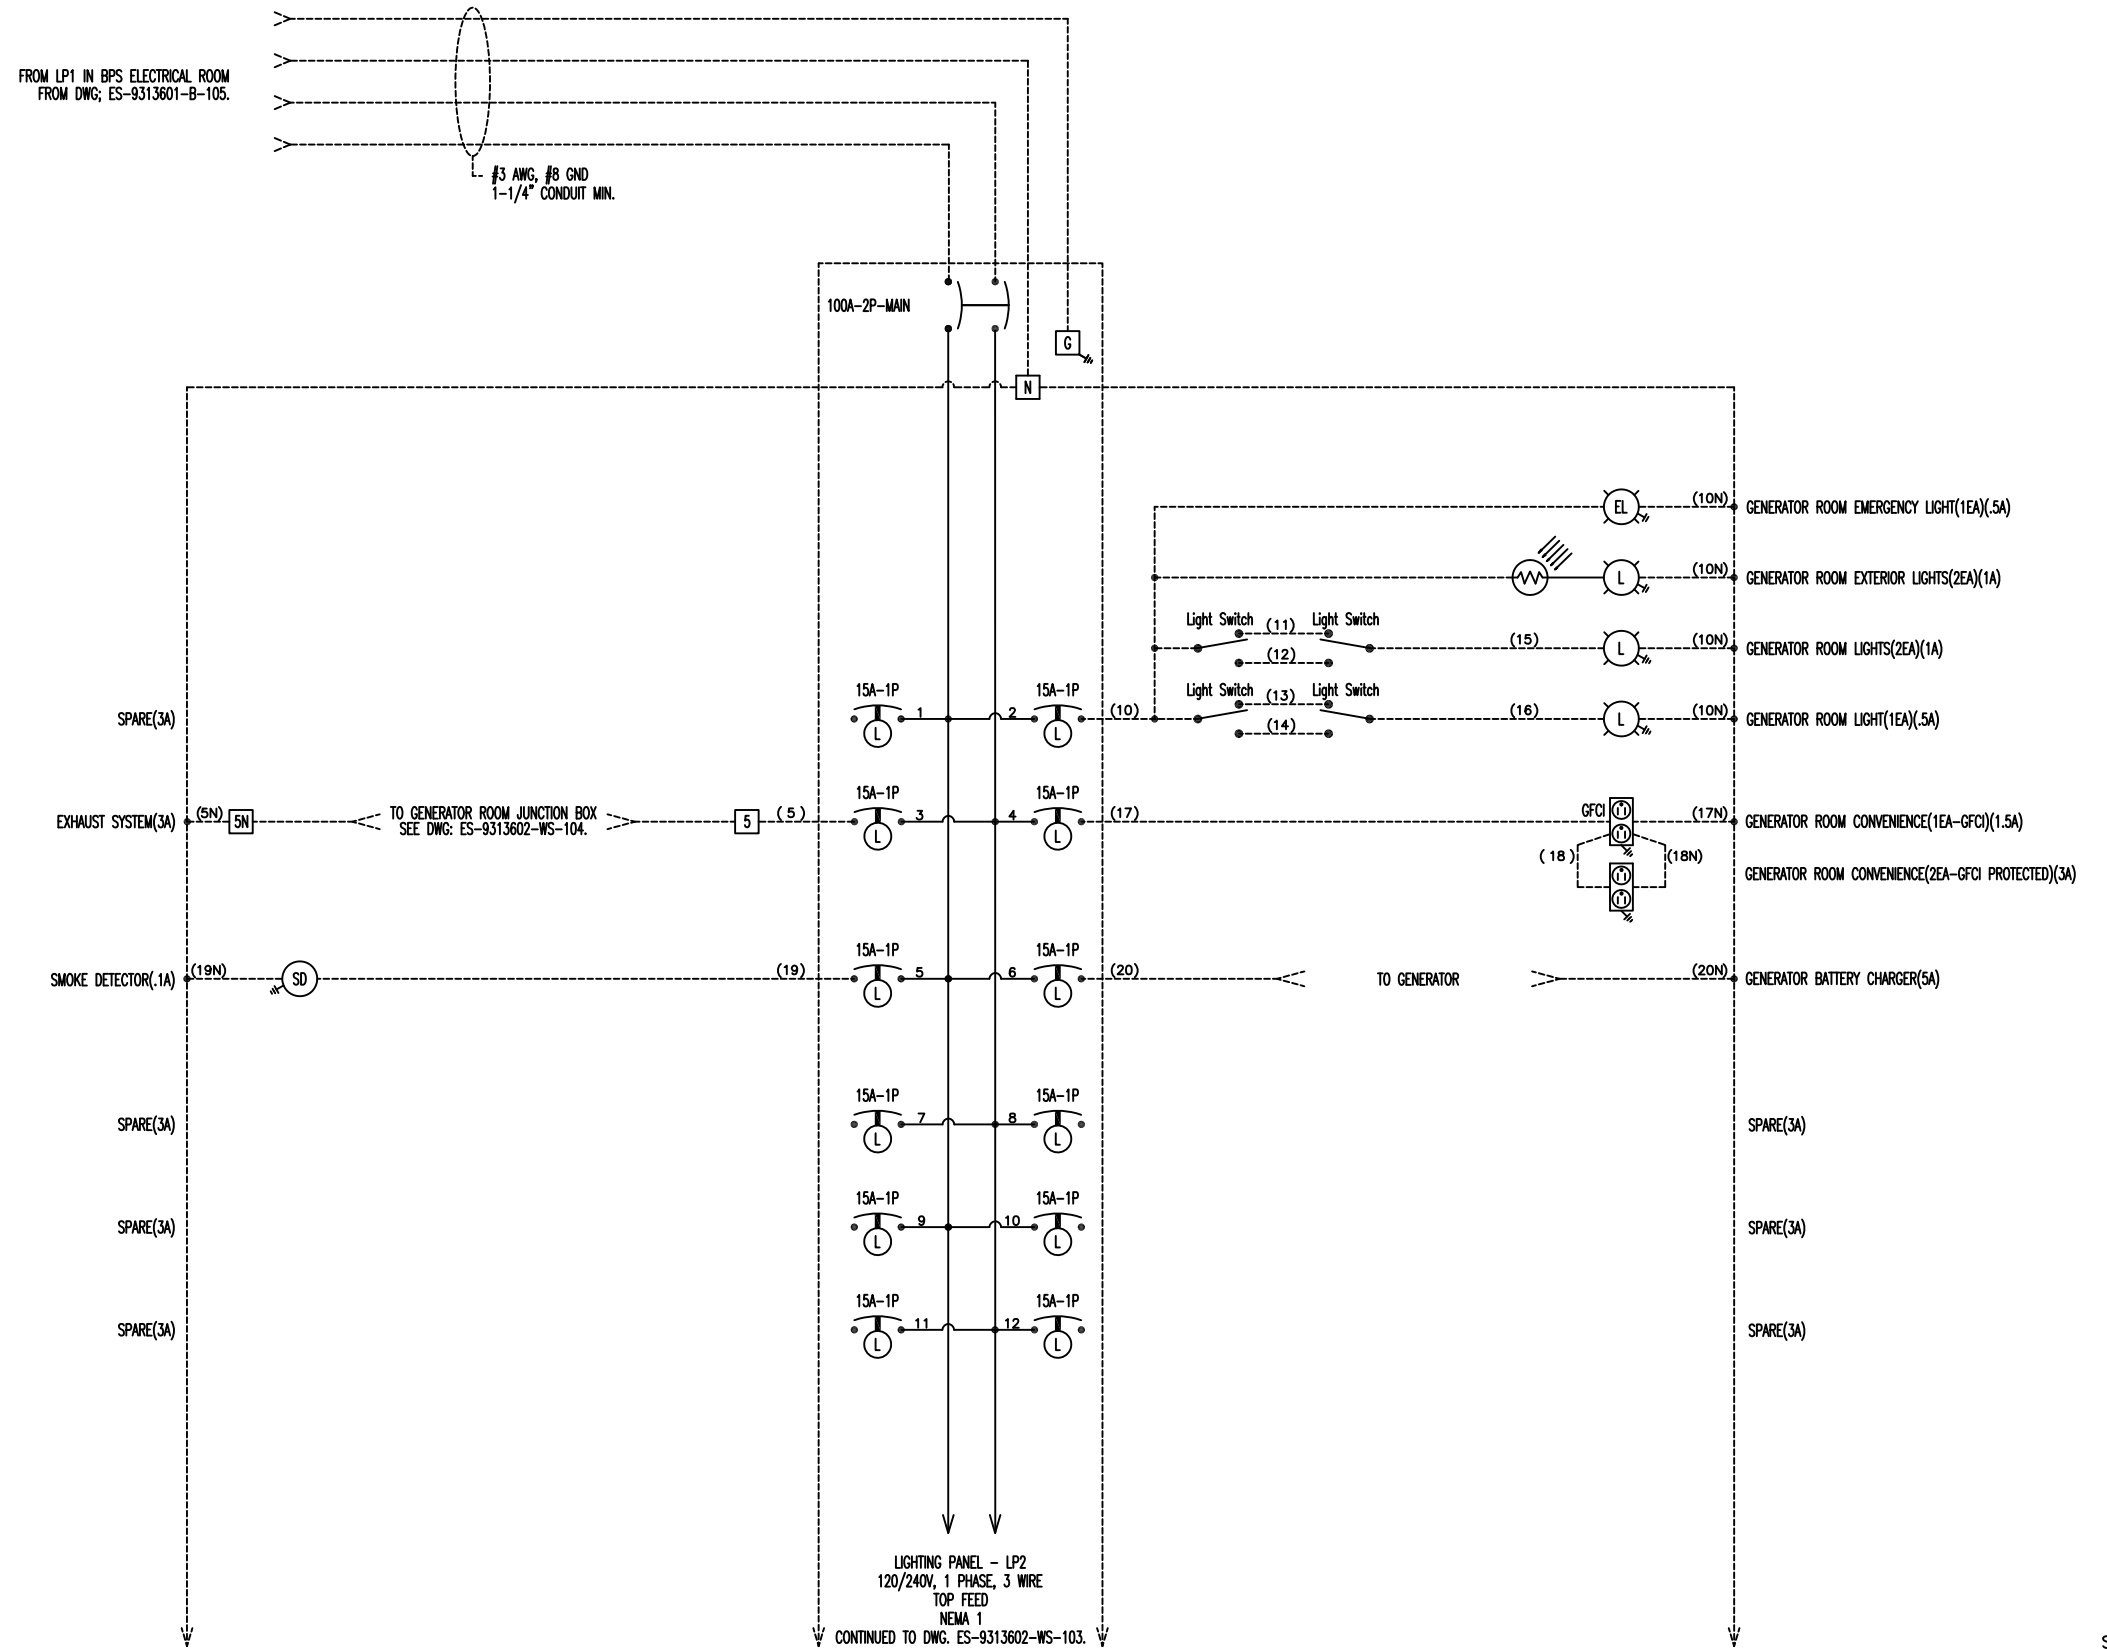 FROM LP1 IN BPS ELECTRICAL ROOM
FROM DWG; ES-9313601-B-105.
#3 AWG, #8 GND
1-1/4" CONDUIT MIN.
100A-2P-MAIN
G
N
EL
(10N)
GENERATOR ROOM EMERGENCY LIGHT(1EA)(.5A)
L
(10N)
GENERATOR ROOM EXTERIOR LIGHTS(2EA)(1A)
Light Switch
(11)
Light Switch
(12)
(15)
L
(10N)
GENERATOR ROOM LIGHTS(2EA)(1A)
SPARE(3A)
15A-1P
L
1
2
15A-1P
L
(10)
Light Switch
(13)
Light Switch
(14)
(16)
L
(10N)
GENERATOR ROOM LIGHT(1EA)(.5A)
EXHAUST SYSTEM(3A)
(5N)
5N
TO GENERATOR ROOM JUNCTION BOX
SEE DWG: ES-9313602-WS-104.
5
( 5 )
15A-1P
L
3
4
15A-1P
L
(17)
GFCI
(17N)
GENERATOR ROOM CONVENIENCE(1EA-GFCI)(1.5A)
( 18 )
(18N)
GENERATOR ROOM CONVENIENCE(2EA-GFCI PROTECTED)(3A)
SMOKE DETECTOR(.1A)
(19N)
SD
(19)
15A-1P
L
5
6
15A-1P
L
(20)
TO GENERATOR
(20N)
GENERATOR BATTERY CHARGER(5A)
SPARE(3A)
15A-1P
L
7
8
15A-1P
L
SPARE(3A)
SPARE(3A)
15A-1P
L
9
10
15A-1P
L
SPARE(3A)
SPARE(3A)
15A-1P
L
11
12
15A-1P
L
SPARE(3A)
LIGHTING PANEL - LP2
120/240V, 1 PHASE, 3 WIRE
TOP FEED
NEMA 1
CONTINUED TO DWG. ES-9313602-WS-103.